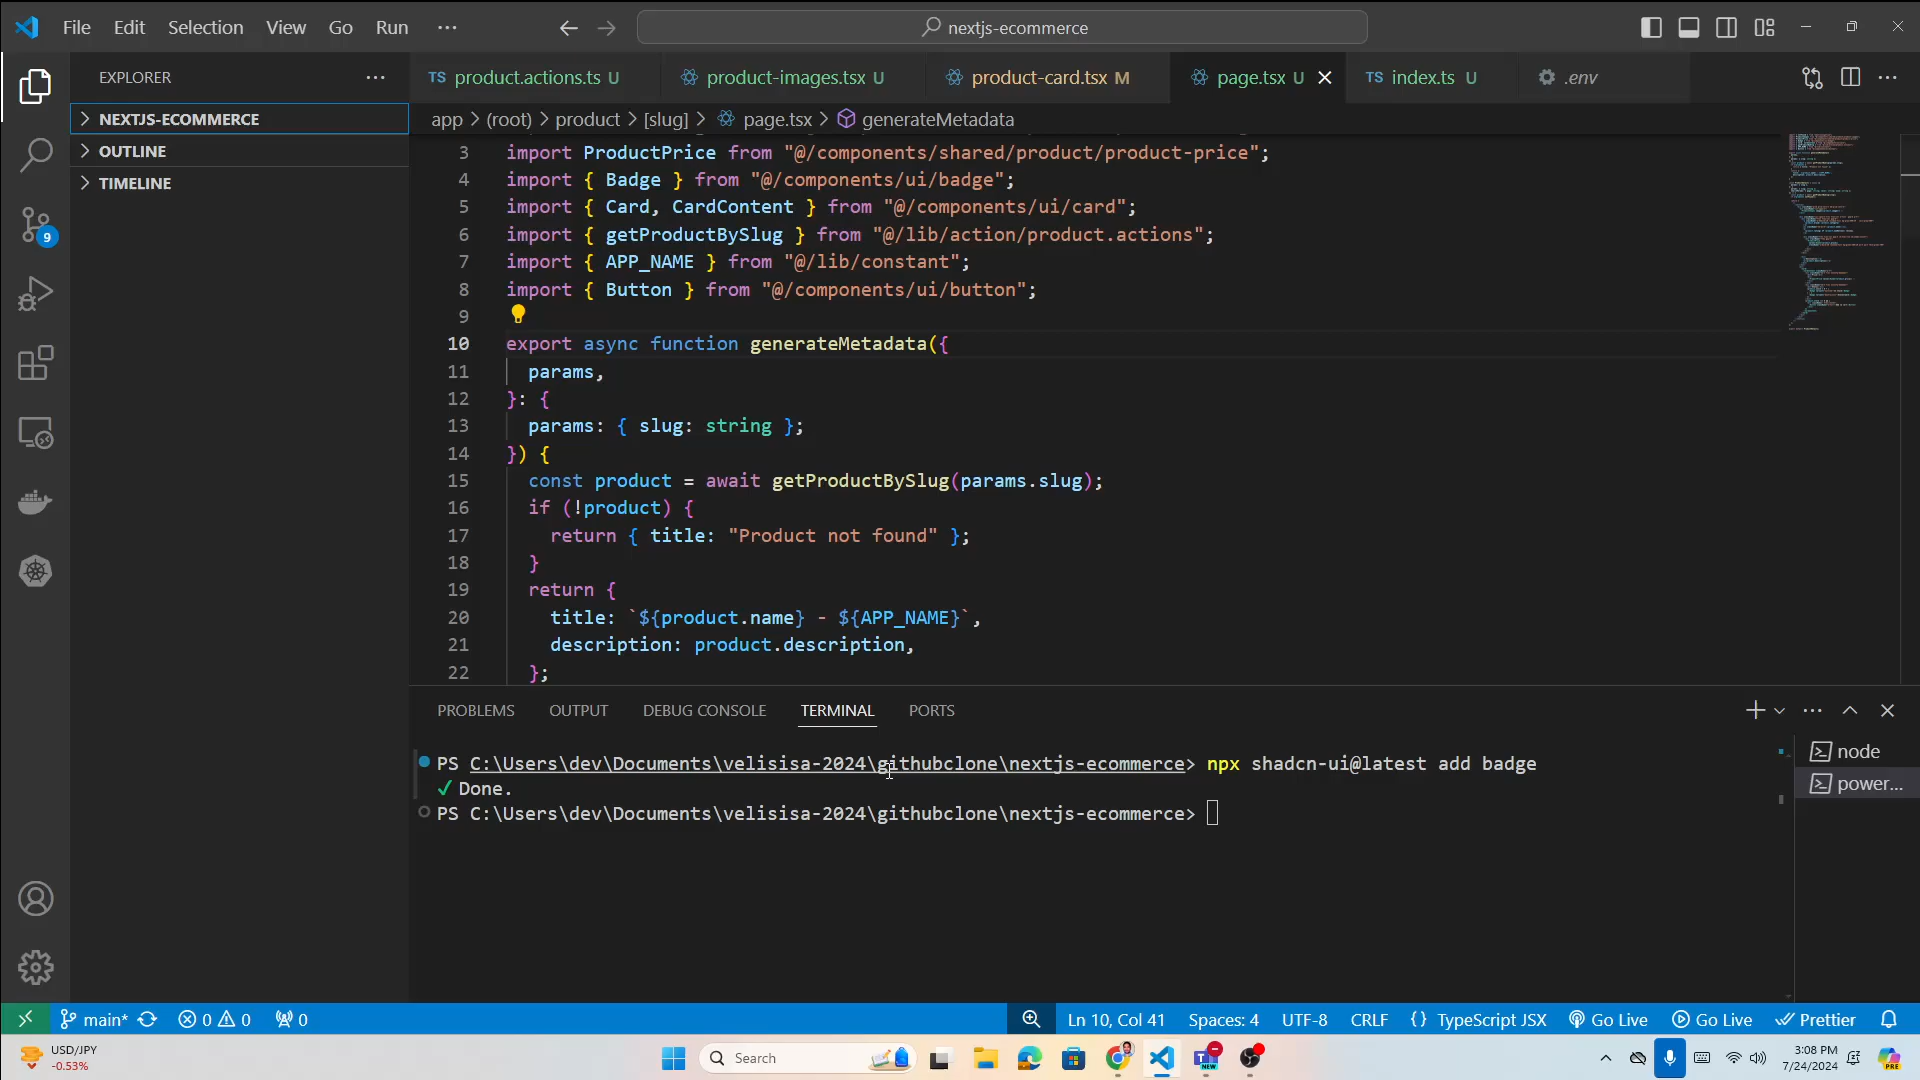 File Edit Selection View Go Run ··· nextjs-ecommerce
EXPLORER ···
NEXTJS-ECOMMERCE
OUTLINE
TIMELINE
9
TS product.actions.ts U product-images.tsx U product-card.tsx M page.tsx U TS index.ts U .env
app > (root) > product > [slug] > page.tsx > generateMetadata
3 import ProductPrice from "@/components/shared/product/product-price";
4 import { Badge } from "@/components/ui/badge";
5 import { Card, CardContent } from "@/components/ui/card";
6 import { getProductBySlug } from "@/lib/action/product.actions";
7 import { APP_NAME } from "@/lib/constant";
8 import { Button } from "@/components/ui/button";
9
10 export async function generateMetadata({
11 params,
12 }: {
13 params: { slug: string };
14 }) {
15 const product = await getProductBySlug(params.slug);
16 if (!product) {
17 return { title: "Product not found" };
18 }
19 return {
20 title: `${product.name} - ${APP_NAME}`,
21 description: product.description,
22 };
PROBLEMS OUTPUT DEBUG CONSOLE TERMINAL PORTS
PS C:\Users\dev\Documents\velisisa-2024\githubclone\nextjs-ecommerce> npx shadcn-ui@latest add badge
✓ Done.
PS C:\Users\dev\Documents\velisisa-2024\githubclone\nextjs-ecommerce>
node
power...
main* 0 0 0 Ln 10, Col 41 Spaces: 4 UTF-8 CRLF {} TypeScript JSX Go Live Go Live Prettier
USD/JPY
-0.53%
Search
3:08 PM
7/24/2024